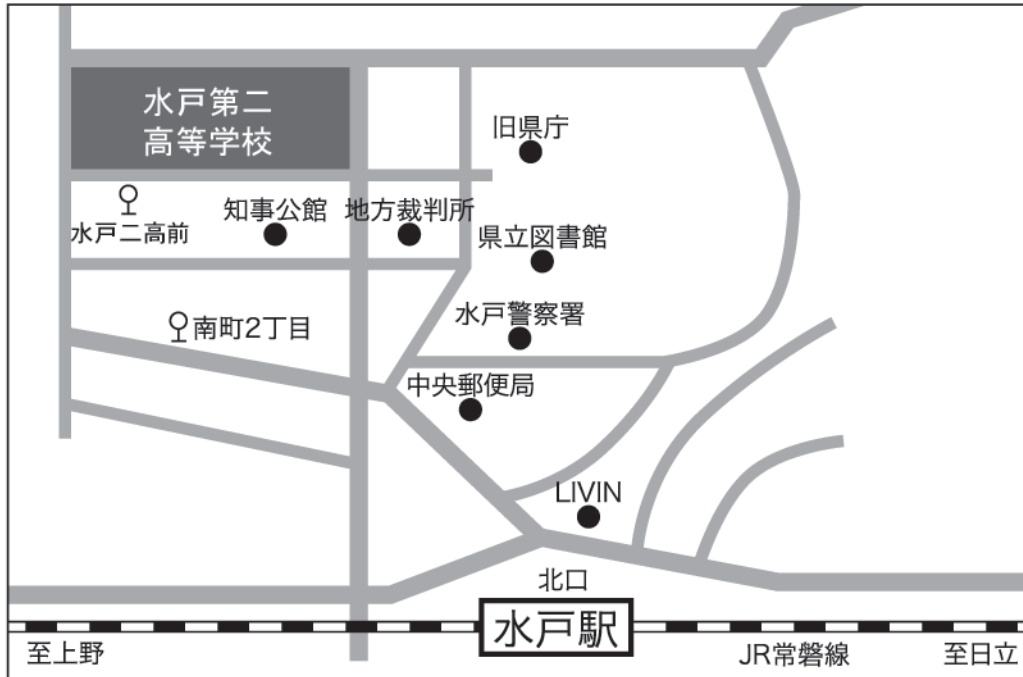 水戸第二
高等学校
旧県庁
水戸二高前
知事公館
地方裁判所
県立図書館
南町2丁目
水戸警察署
中央郵便局
LIVIN
北口
水戸駅
至上野
JR常磐線
至日立